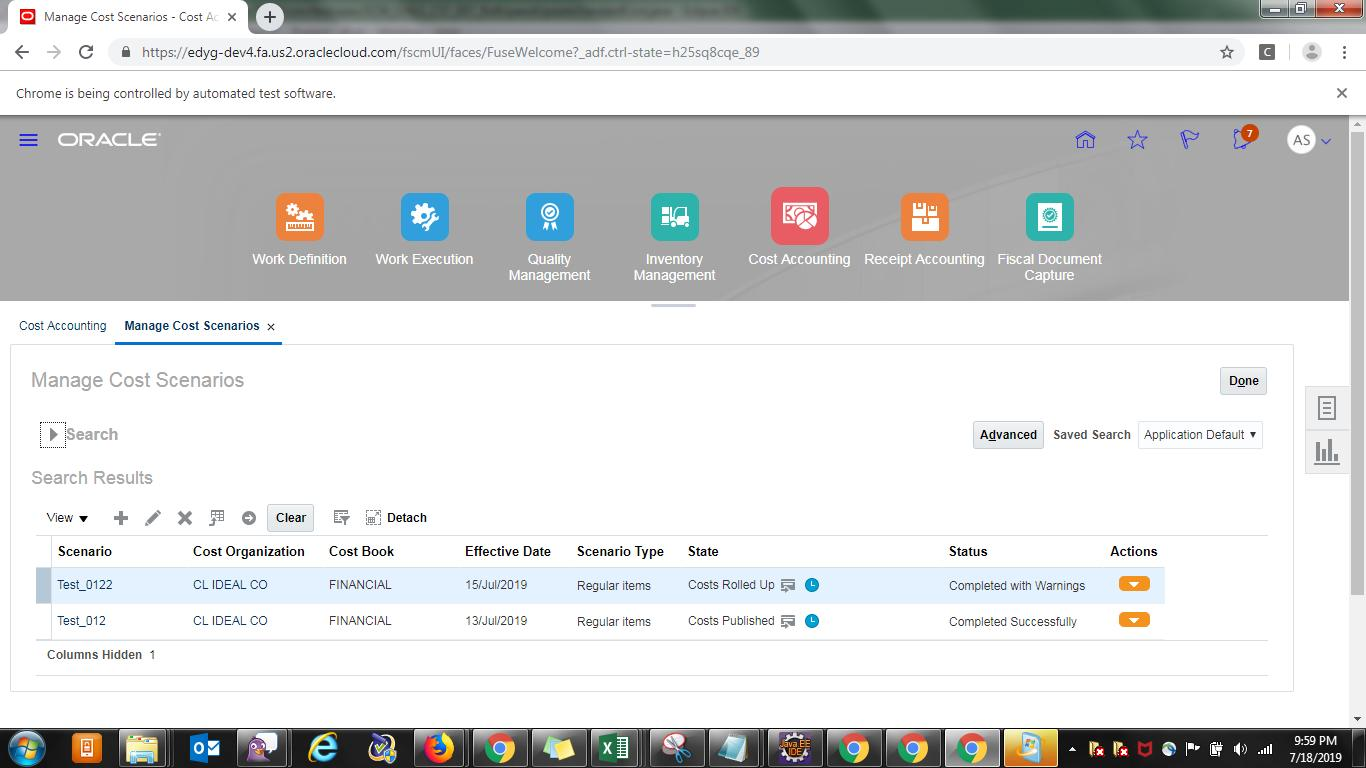 Manage Cost Scenarios - Cost Ac
https://edyg-dev4.fa.us2.oraclecloud.com/fscmUI/faces/FuseWelcome?_adf.ctrl-state=h25sq8cqe_89
C
Chrome is being controlled by automated test software.
ORACLE
7
AS
Work Definition
Work Execution
Quality Management
Inventory Management
Cost Accounting
Receipt Accounting
Fiscal Document Capture
Cost Accounting Manage Cost Scenarios
Manage Cost Scenarios
Done
Search
Advanced Saved Search Application Default
Search Results
View Clear Detach
Scenario Cost Organization Cost Book Effective Date Scenario Type State Status Actions
Test_0122 CL IDEAL CO FINANCIAL 15/Jul/2019 Regular items Costs Rolled Up Completed with Warnings
Test_012 CL IDEAL CO FINANCIAL 13/Jul/2019 Regular items Costs Published Completed Successfully
Columns Hidden 1
Java EE
IDE
9:59 PM
7/18/2019